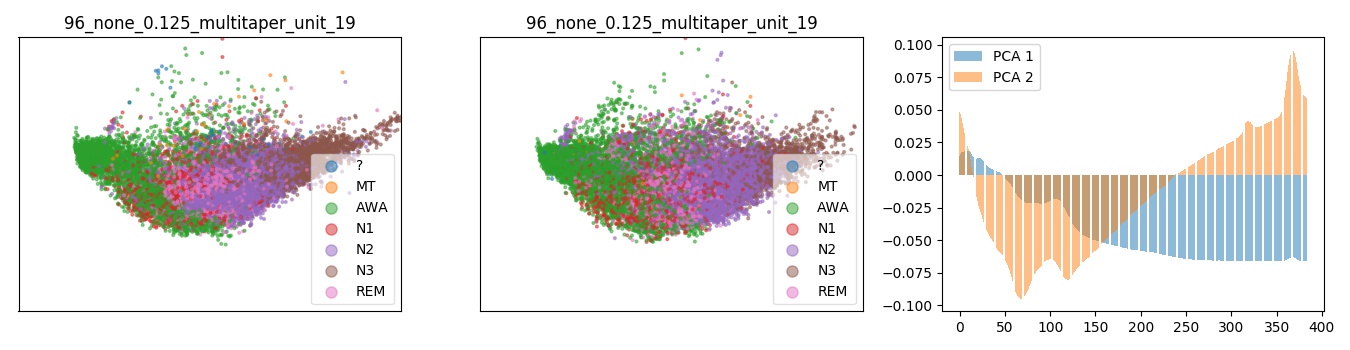 96_none_0.125_multitaper_unit_19
?
MT
AWA
N1
N2
N3
REM
96_none_0.125_multitaper_unit_19
?
MT
AWA
N1
N2
N3
REM
0.100
0.075
0.050
0.025
0.000
−0.025
−0.050
−0.075
−0.100
PCA 1
PCA 2
0 50 100 150 200 250 300 350 400